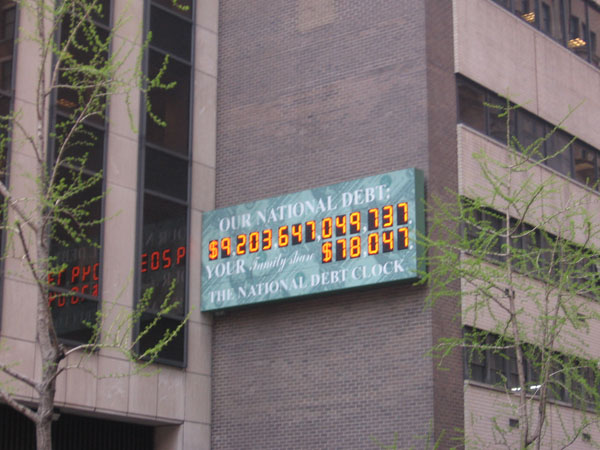 OUR NATIONAL DEBT:
$9,203,647,049,737.
YOUR Family share $78,047.
THE NATIONAL DEBT CLOCK